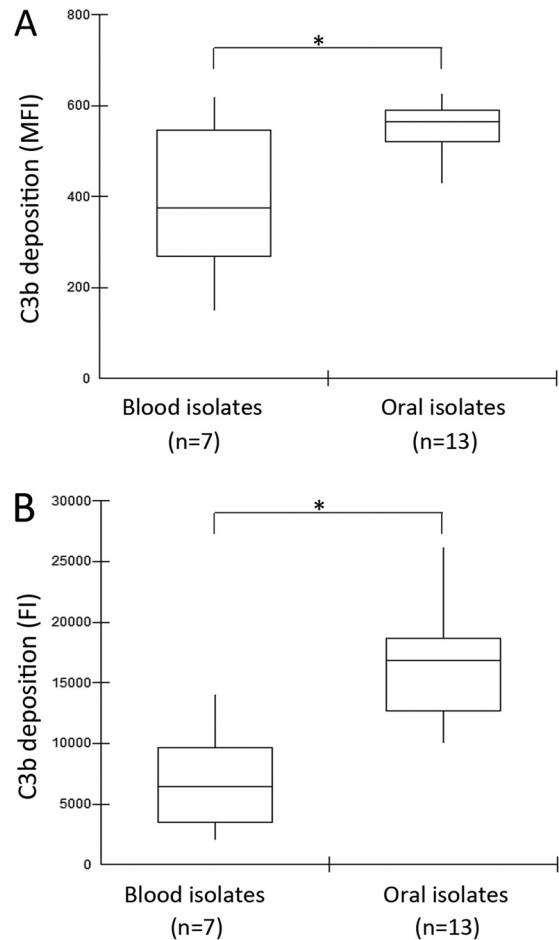 A
C3b deposition (MFI)
800
600
400
200
0
*
Blood isolates
(n=7)
Oral isolates
(n=13)
B
C3b deposition (FI)
30000
25000
20000
15000
10000
5000
0
*
Blood isolates
(n=7)
Oral isolates
(n=13)